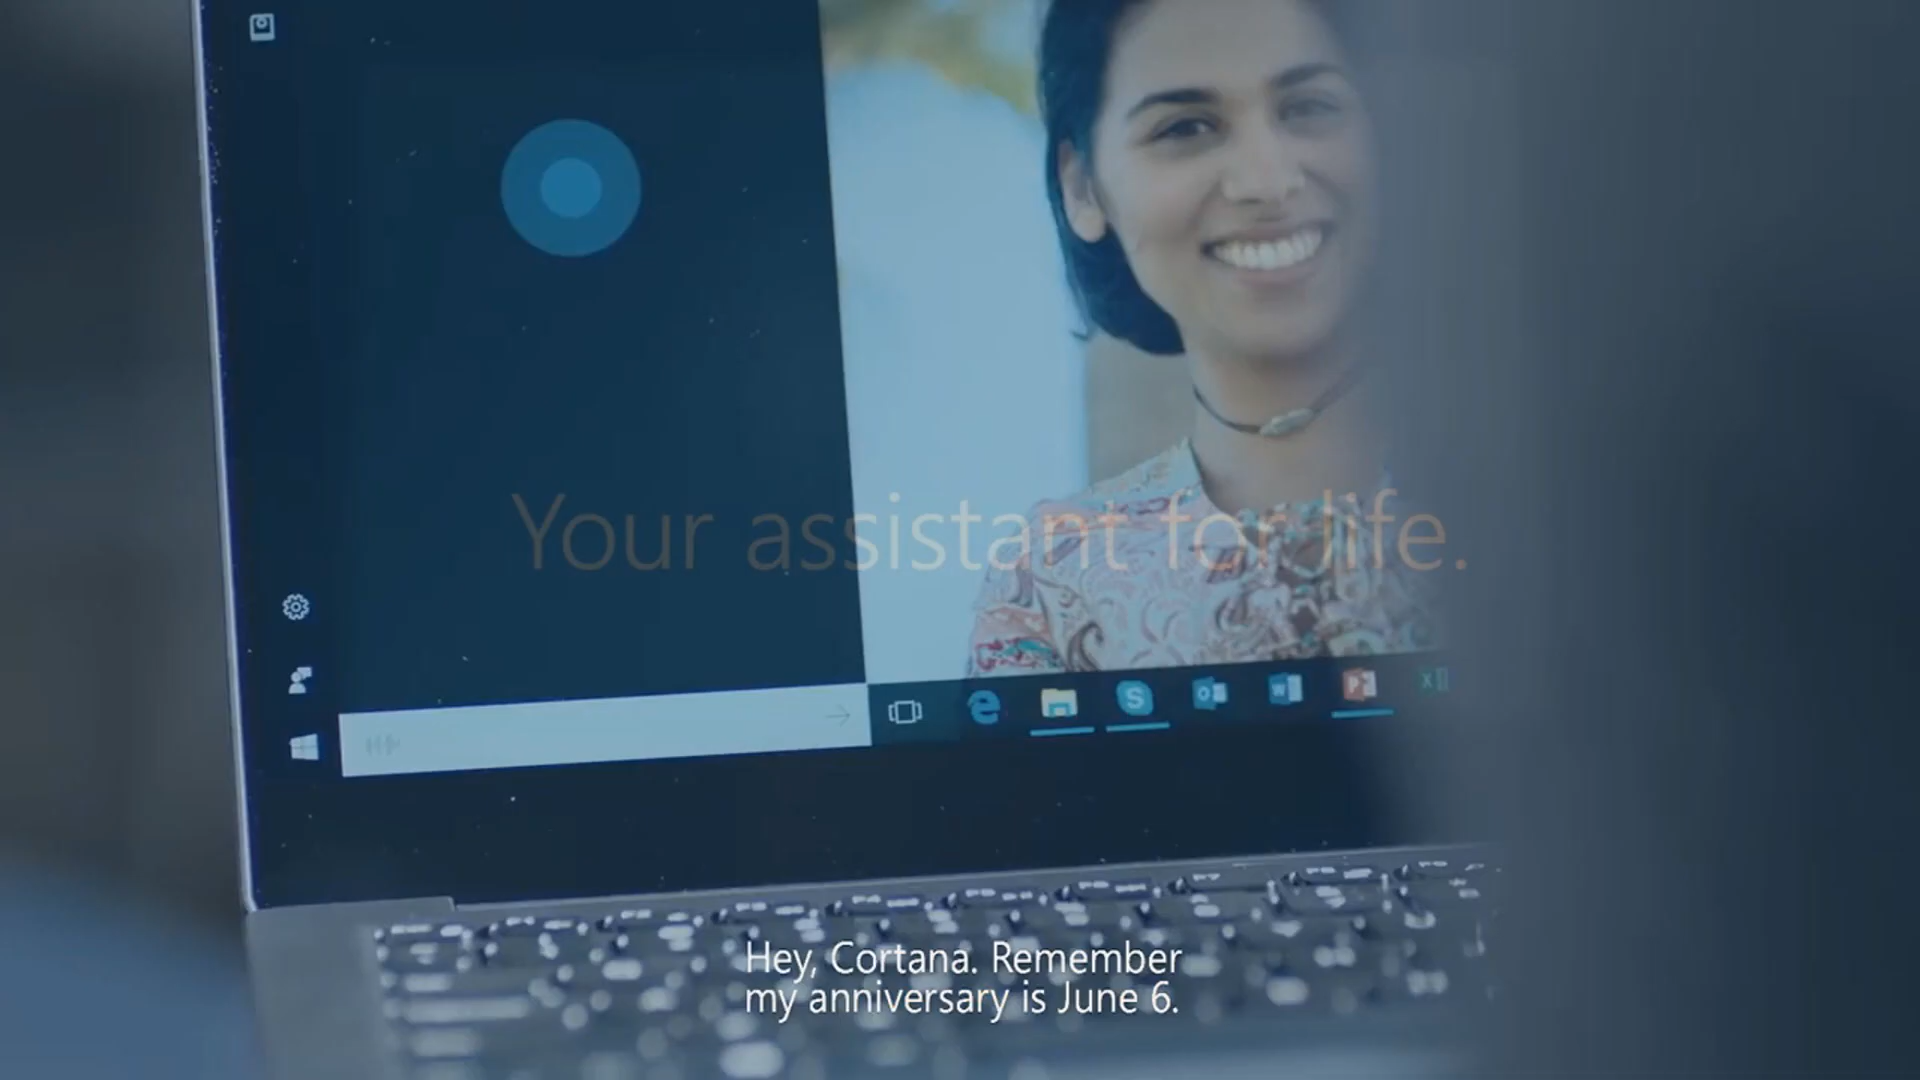 Your assistant for life.
Hey, Cortana. Remember
my anniversary is June 6.